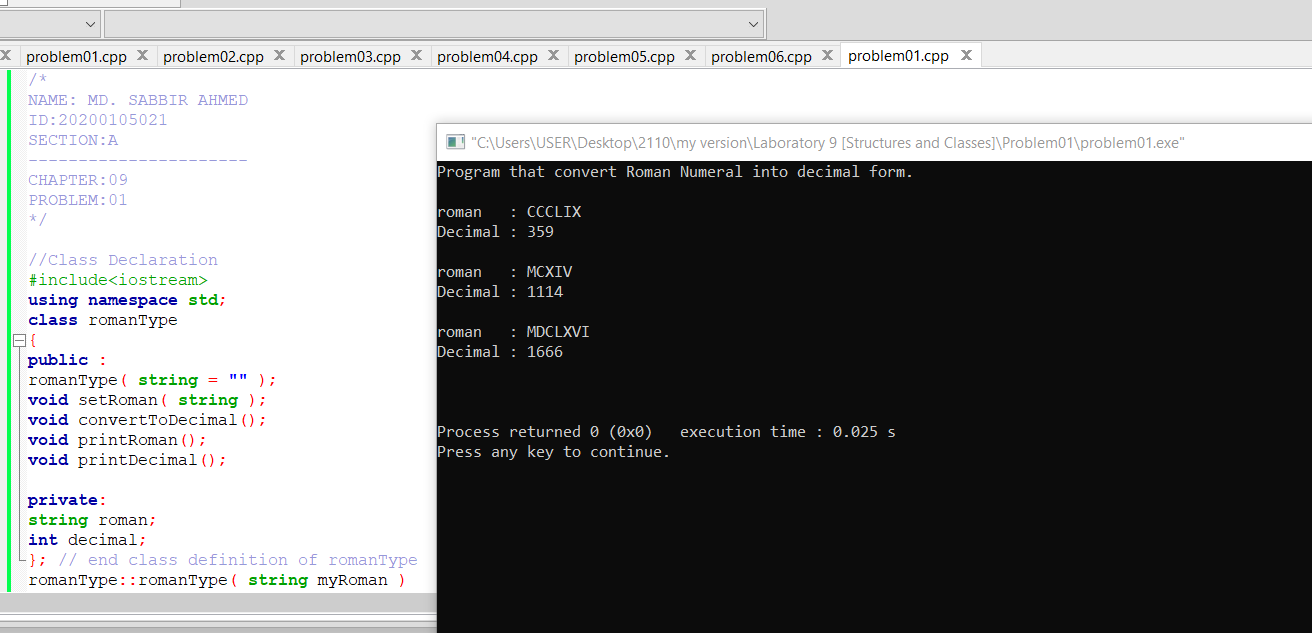 problem01.cpp X problem02.cpp X problem03.cpp X problem04.cpp X problem05.cpp X problem06.cpp X problem01.cpp X
/*
NAME: MD. SABBIR AHMED
ID:20200105021
SECTION:A
----------------------
CHAPTER:09
PROBLEM:01
*/
//Class Declaration
#include<iostream>
using namespace std;
class romanType
{
public :
romanType( string = "" );
void setRoman( string );
void convertToDecimal();
void printRoman();
void printDecimal();
private:
string roman;
int decimal;
}; // end class definition of romanType
romanType::romanType( string myRoman )
"C:\Users\USER\Desktop\2110\my version\Laboratory 9 [Structures and Classes]\Problem01\problem01.exe"
Program that convert Roman Numeral into decimal form.
roman   : CCCLIX
Decimal : 359
roman   : MCXIV
Decimal : 1114
roman   : MDCLXVI
Decimal : 1666
Process returned 0 (0x0)   execution time : 0.025 s
Press any key to continue.